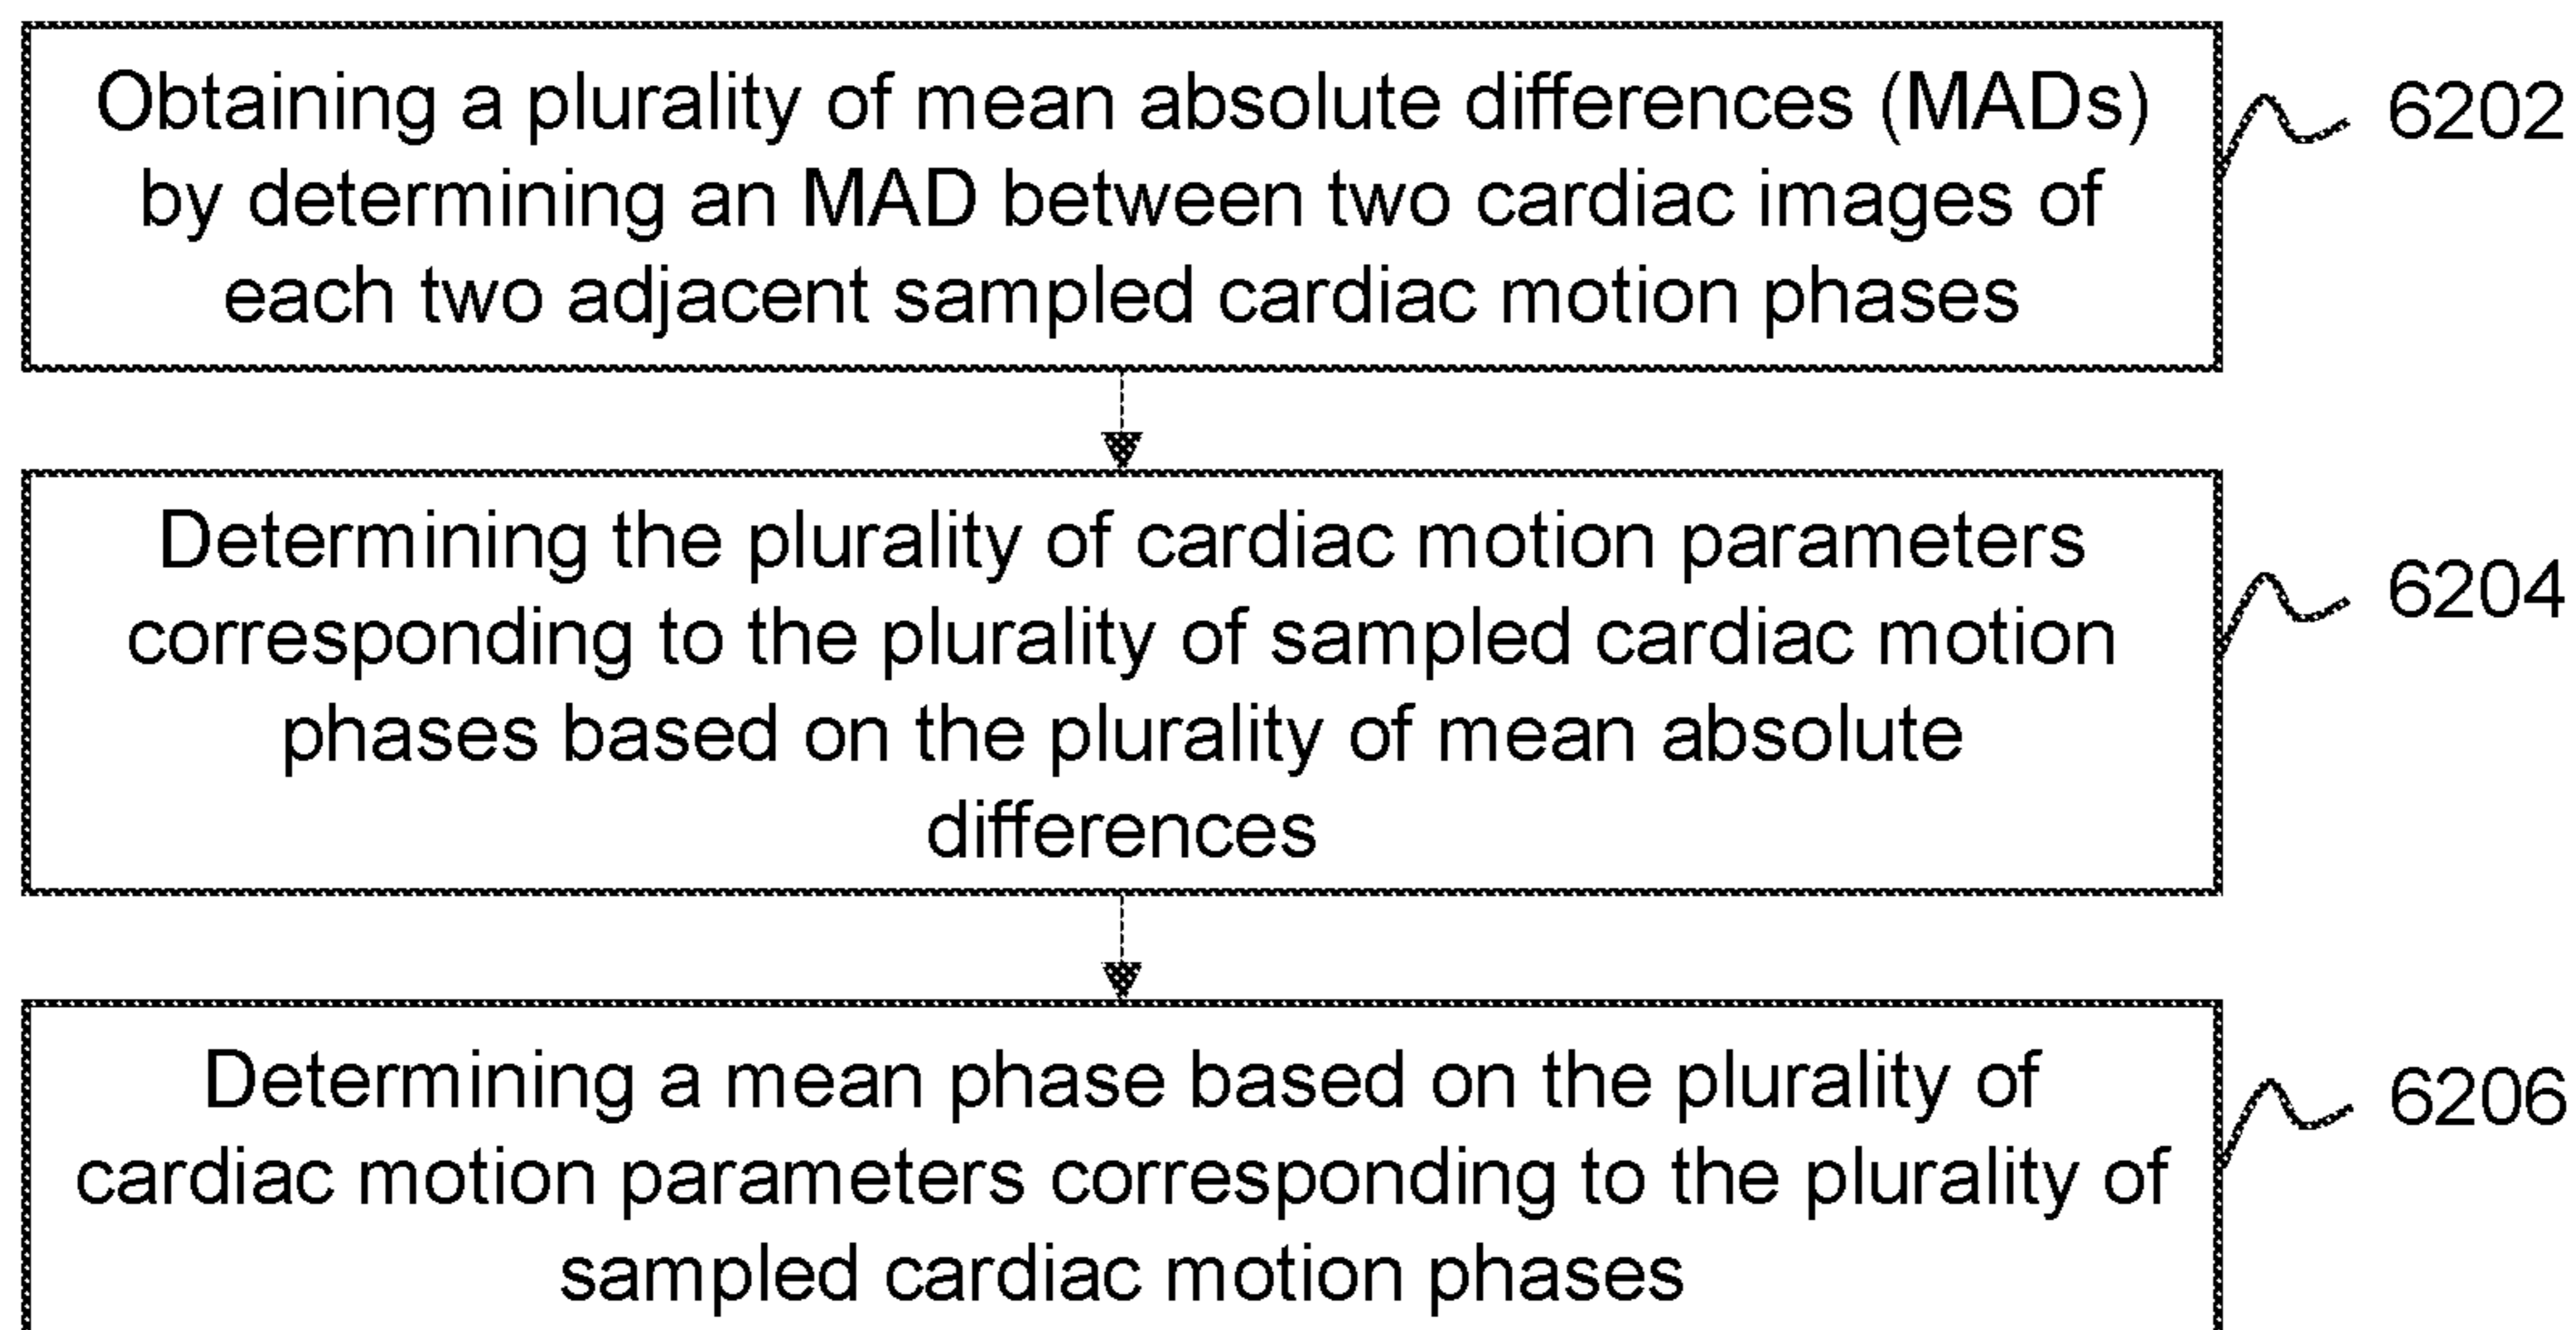 Obtaining a plurality of mean absolute differences (MADs)
by determining an MAD between two cardiac images of
each two adjacent sampled cardiac motion phases
6202
Determining the plurality of cardiac motion parameters
corresponding to the plurality of sampled cardiac motion
phases based on the plurality of mean absolute
differences
6204
Determining a mean phase based on the plurality of
cardiac motion parameters corresponding to the plurality of
sampled cardiac motion phases
6206